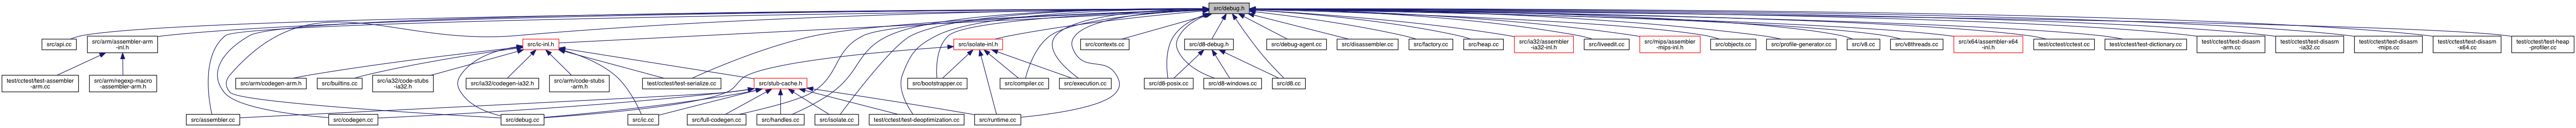 src/debug.h
src/api.cc
src/arm/assembler-arm
-inl.h
src/ic-inl.h
src/isolate-inl.h
src/contexts.cc
src/d8-debug.h
src/debug-agent.cc
src/disassembler.cc
src/factory.cc
src/heap.cc
src/ia32/assembler
-ia32-inl.h
src/liveedit.cc
src/mips/assembler
-mips-inl.h
src/objects.cc
src/profile-generator.cc
src/v8.cc
src/v8threads.cc
src/x64/assembler-x64
-inl.h
test/cctest/cctest.cc
test/cctest/test-dictionary.cc
test/cctest/test-disasm
-arm.cc
test/cctest/test-disasm
-ia32.cc
test/cctest/test-disasm
-mips.cc
test/cctest/test-disasm
-x64.cc
test/cctest/test-heap
-profiler.cc
test/cctest/test-assembler
-arm.cc
src/arm/regexp-macro
-assembler-arm.h
src/arm/codegen-arm.h
src/builtins.cc
src/ia32/code-stubs
-ia32.h
src/ia32/codegen-ia32.h
src/arm/code-stubs
-arm.h
test/cctest/test-serialize.cc
src/stub-cache.h
src/bootstrapper.cc
src/compiler.cc
src/execution.cc
src/d8-posix.cc
src/d8-windows.cc
src/d8.cc
src/assembler.cc
src/codegen.cc
src/debug.cc
src/ic.cc
src/full-codegen.cc
src/handles.cc
src/isolate.cc
test/cctest/test-deoptimization.cc
src/runtime.cc